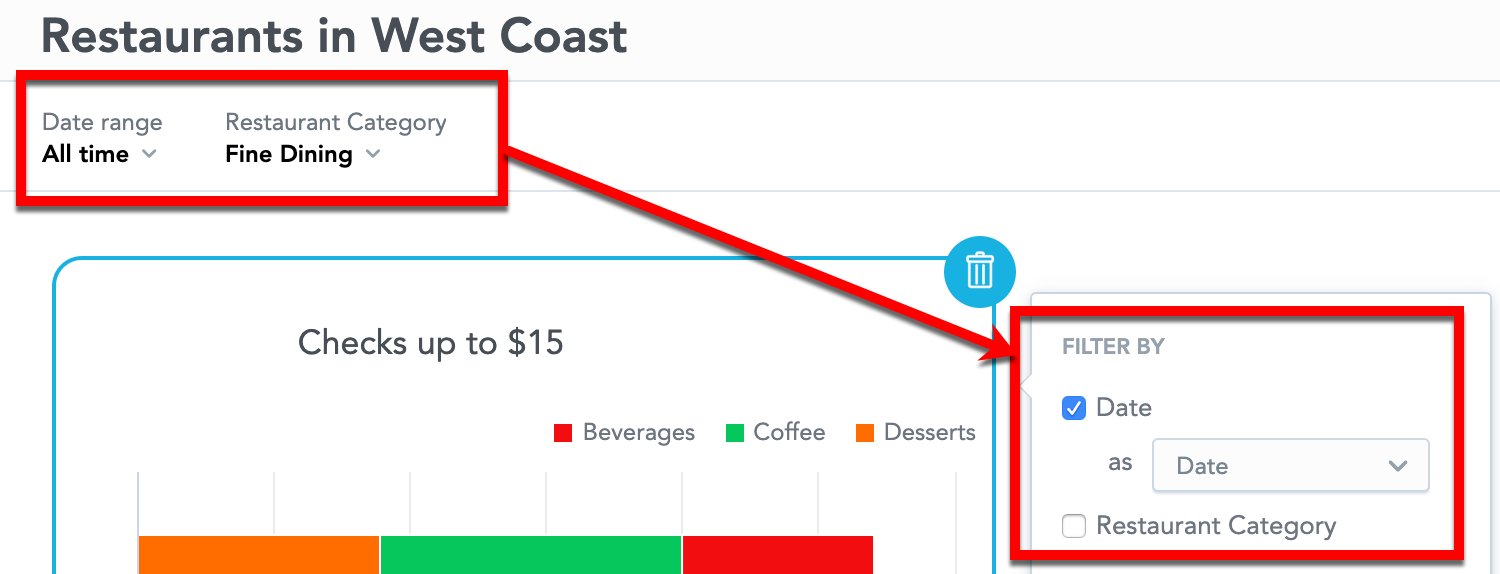 Restaurants in West Coast
Date range
Restaurant Category
All time
Fine Dining
Checks up to $15
Beverages
Coffee
Desserts
FILTER BY
Date
as
Date
Restaurant Category